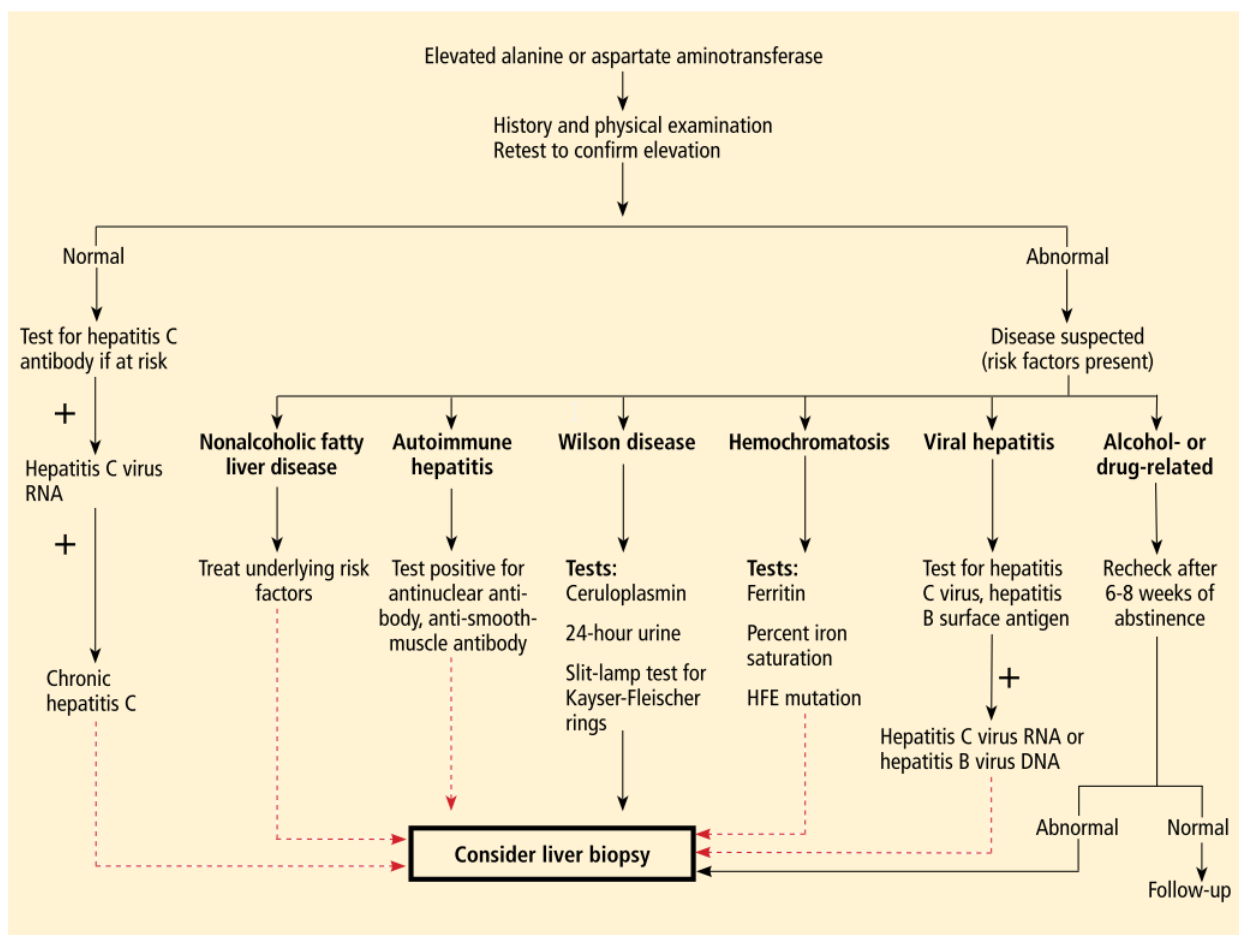 Elevated alanine or aspartate aminotransferase
History and physical examination
Retest to confirm elevation
Normal
Test for hepatitis C
antibody if at risk
+
Hepatitis C virus
RNA
+
Chronic
hepatitis C
Abnormal
Disease suspected
(risk factors present)
Nonalcoholic fatty
liver disease
Treat underlying risk
factors
Autoimmune
hepatitis
Test positive for
antinuclear anti-
body, anti-smooth-
muscle antibody
Wilson disease
Tests:
Ceruloplasmin
24-hour urine
Slit-lamp test for
Kayser-Fleischer
rings
Hemochromatosis
Tests:
Ferritin
Percent iron
saturation
HFE mutation
Viral hepatitis
Test for hepatitis
C virus, hepatitis
B surface antigen
+
Hepatitis C virus RNA or
hepatitis B virus DNA
Alcohol- or
drug-related
Recheck after
6-8 weeks of
abstinence
Abnormal
Normal
Follow-up
Consider liver biopsy